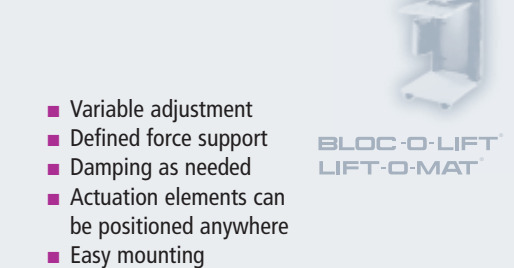 ■ Variable adjustment
■ Defined force support
■ Damping as needed
■ Actuation elements can
be positioned anywhere
■ Easy mounting
BLOC-O-LIFT®
LIFT-O-MAT®